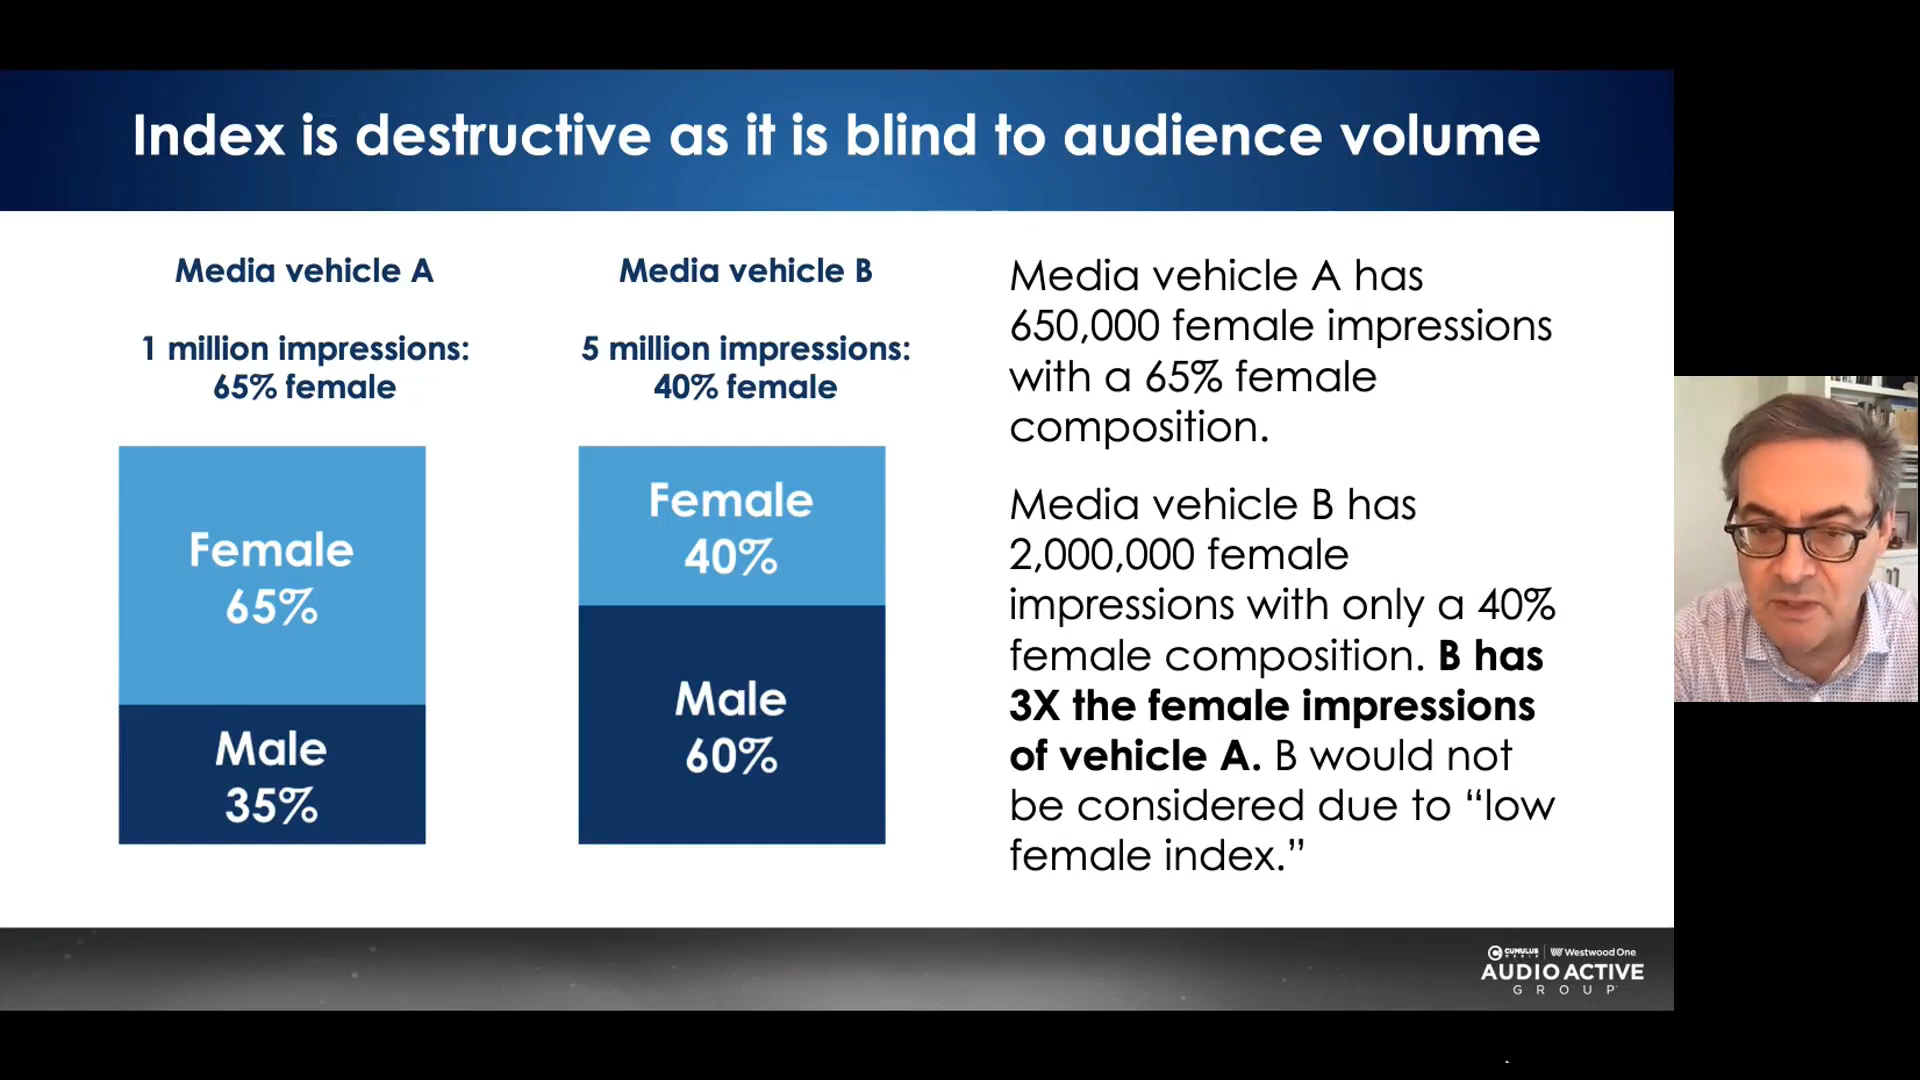 Index is destructive as it is blind to audience volume
Media vehicle A
1 million impressions:
65% female
Female
65%
Male
35%
Media vehicle B
5 million impressions:
40% female
Female
40%
Male
60%
Media vehicle A has
650,000 female impressions
with a 65% female
composition.
Media vehicle B has
2,000,000 female
impressions with only a 40%
female composition. B has
3X the female impressions
of vehicle A. B would not
be considered due to “low
female index.”
CUMULUS MEDIA | Westwood One
AUDIO ACTIVE
GROUP